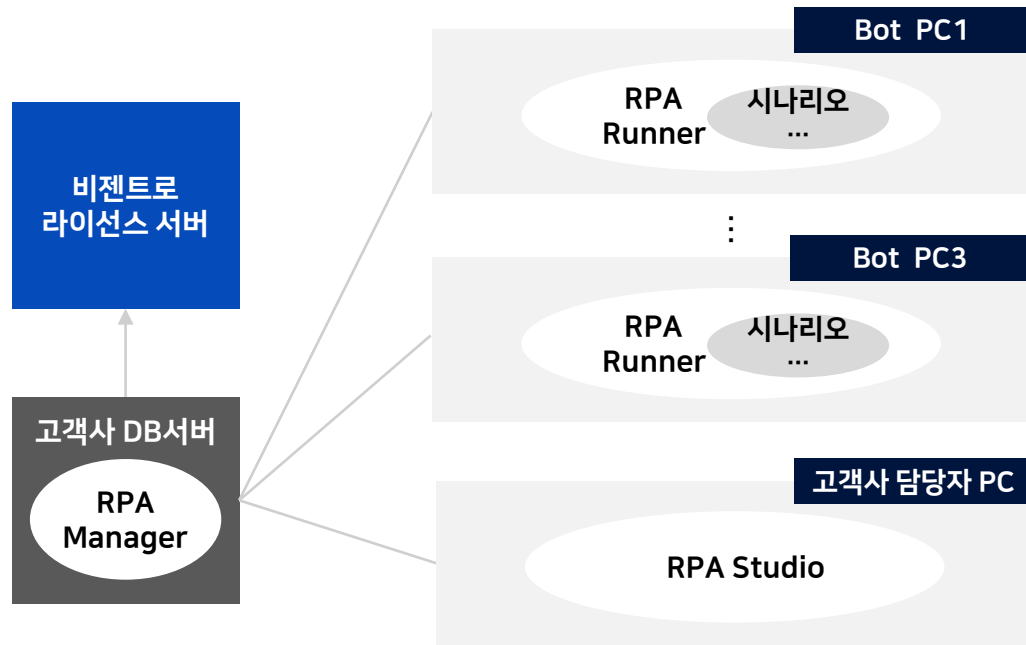 Bot PC1
RPA
Runner
시나리오
...
비젠트로
라이선스 서버
⋮
Bot PC3
RPA
Runner
시나리오
...
고객사 DB서버
RPA
Manager
고객사 담당자 PC
RPA Studio